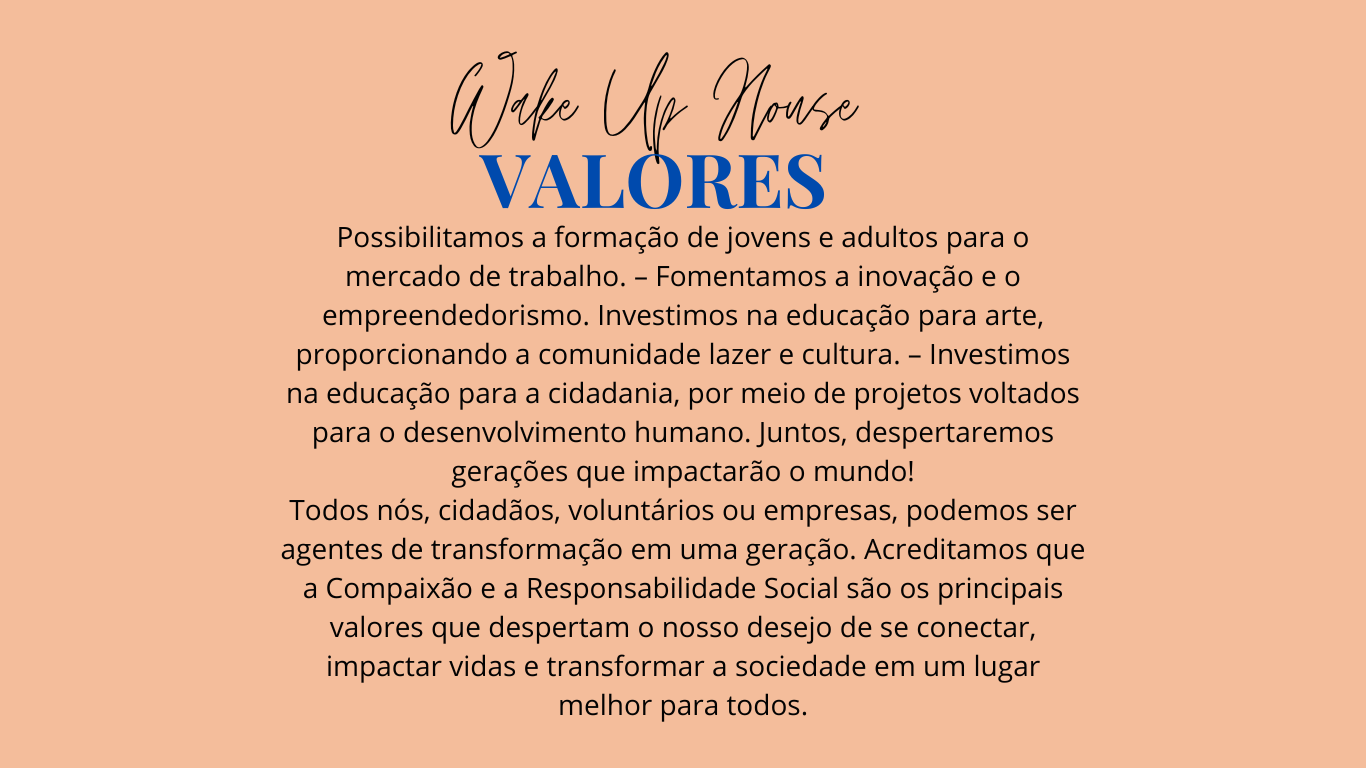 Wake Up House
VALORES
Possibilitamos a formação de jovens e adultos para o
mercado de trabalho. – Fomentamos a inovação e o
empreendedorismo. Investimos na educação para arte,
proporcionando a comunidade lazer e cultura. – Investimos
na educação para a cidadania, por meio de projetos voltados
para o desenvolvimento humano. Juntos, despertaremos
gerações que impactarão o mundo!
Todos nós, cidadãos, voluntários ou empresas, podemos ser
agentes de transformação em uma geração. Acreditamos que
a Compaixão e a Responsabilidade Social são os principais
valores que despertam o nosso desejo de se conectar,
impactar vidas e transformar a sociedade em um lugar
melhor para todos.